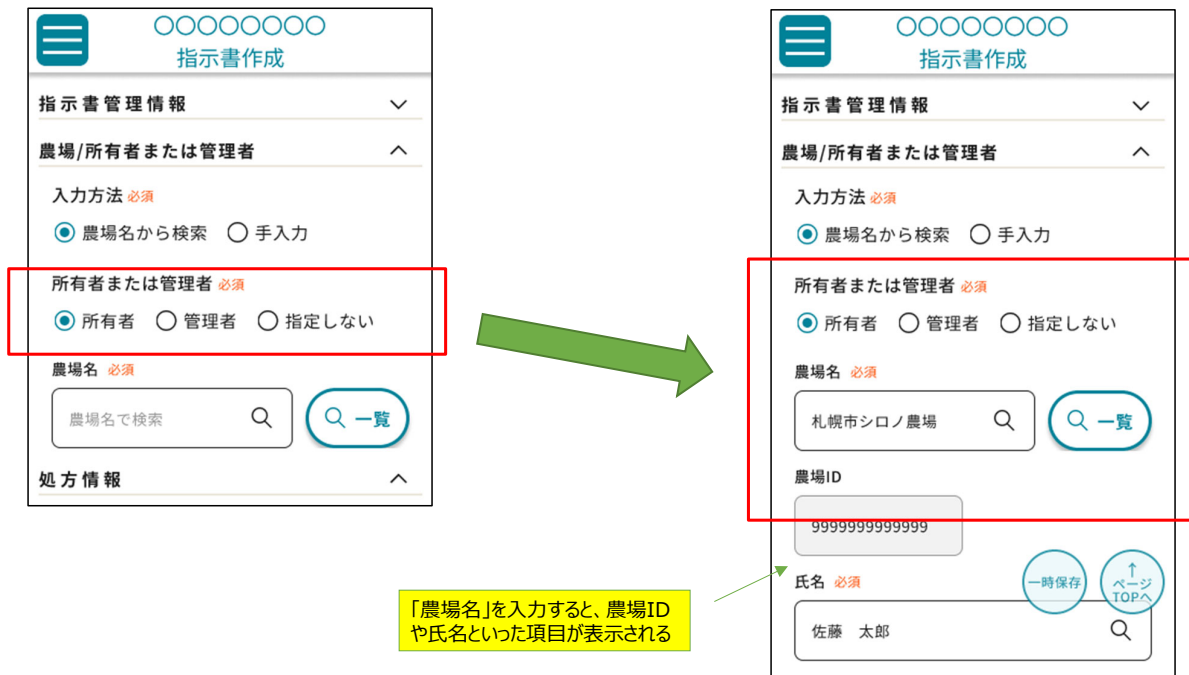 ○○○○○○○○
指示書作成
指示書管理情報
農場/所有者または管理者
入力方法 必須
農場名から検索 手入力
所有者または管理者 必須
所有者 管理者 指定しない
農場名 必須
農場名で検索 一覧
処方情報
○○○○○○○○
指示書作成
指示書管理情報
農場/所有者または管理者
入力方法 必須
農場名から検索 手入力
所有者または管理者 必須
所有者 管理者 指定しない
農場名 必須
札幌市シロノ農場 一覧
農場ID
9999999999999
氏名 必須
佐藤 太郎
一時保存
↑
ページ
TOPへ
「農場名」を入力すると、農場ID
や氏名といった項目が表示される